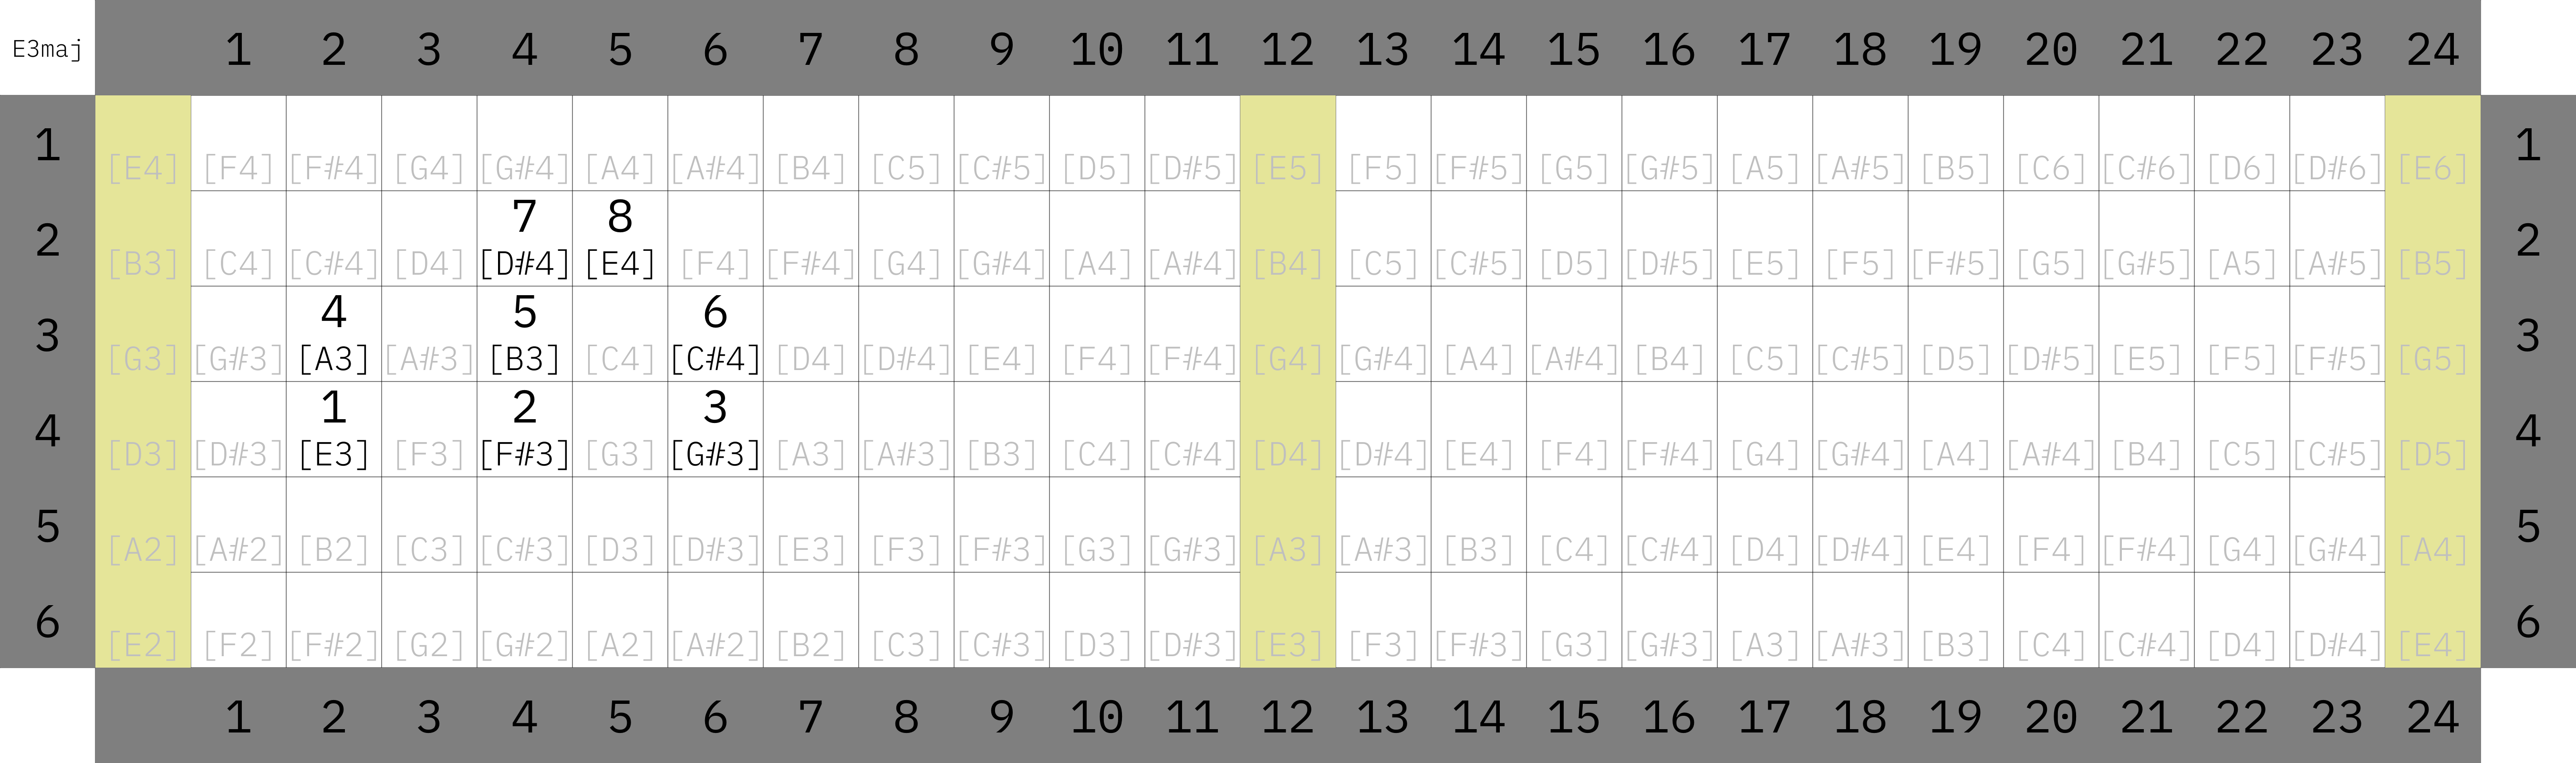 E3maj 1 2 3 4 5 6 7 8 9 10 11 12 13 14 15 16 17 18 19 20 21 22 23 24
1 1
[E4] [F4] [F#4] [G4] [G#4] [A4] [A#4] [B4] [C5] [C#5] [D5] [D#5] [E5] [F5] [F#5] [G5] [G#5] [A5] [A#5] [B5] [C6] [C#6] [D6] [D#6] [E6]
2 7 8 2
[B3] [C4] [C#4] [D4] [D#4] [E4] [F4] [F#4] [G4] [G#4] [A4] [A#4] [B4] [C5] [C#5] [D5] [D#5] [E5] [F5] [F#5] [G5] [G#5] [A5] [A#5] [B5]
3 4 5 6 3
[G3] [G#3] [A3] [A#3] [B3] [C4] [C#4] [D4] [D#4] [E4] [F4] [F#4] [G4] [G#4] [A4] [A#4] [B4] [C5] [C#5] [D5] [D#5] [E5] [F5] [F#5] [G5]
4 1 2 3 4
[D3] [D#3] [E3] [F3] [F#3] [G3] [G#3] [A3] [A#3] [B3] [C4] [C#4] [D4] [D#4] [E4] [F4] [F#4] [G4] [G#4] [A4] [A#4] [B4] [C5] [C#5] [D5]
5 5
[A2] [A#2] [B2] [C3] [C#3] [D3] [D#3] [E3] [F3] [F#3] [G3] [G#3] [A3] [A#3] [B3] [C4] [C#4] [D4] [D#4] [E4] [F4] [F#4] [G4] [G#4] [A4]
6 6
[E2] [F2] [F#2] [G2] [G#2] [A2] [A#2] [B2] [C3] [C#3] [D3] [D#3] [E3] [F3] [F#3] [G3] [G#3] [A3] [A#3] [B3] [C4] [C#4] [D4] [D#4] [E4]
1 2 3 4 5 6 7 8 9 10 11 12 13 14 15 16 17 18 19 20 21 22 23 24